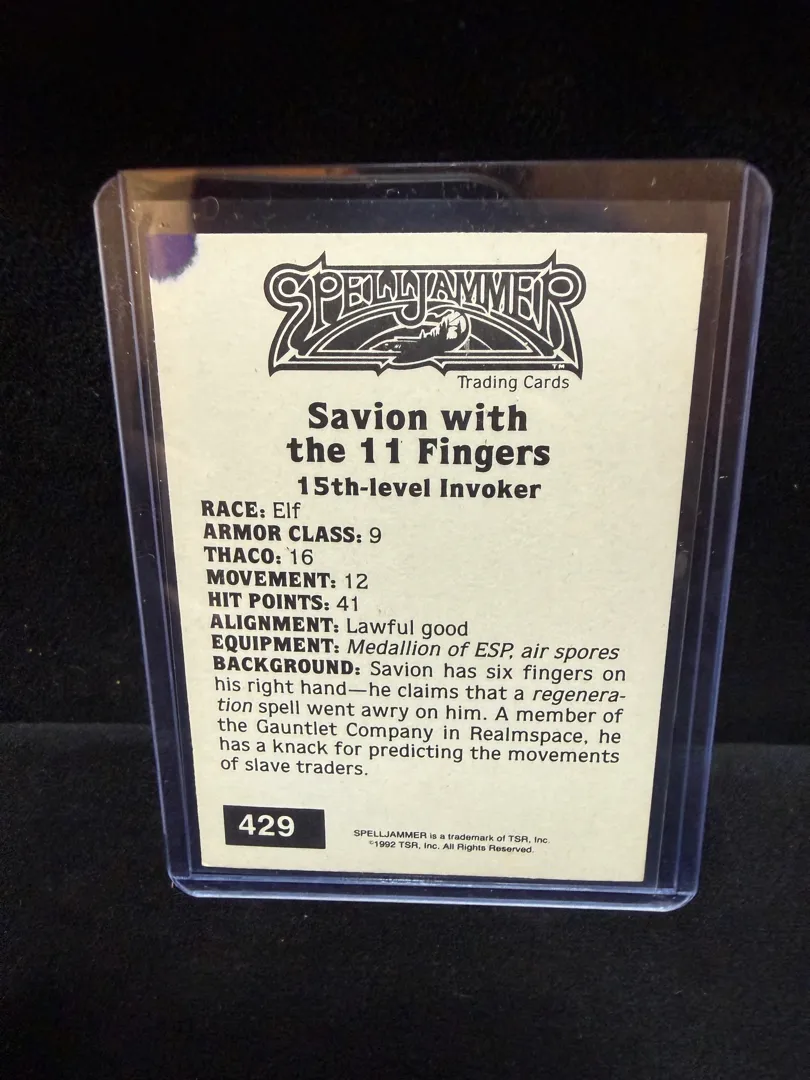 SPELLJAMMER
TM
Trading Cards
Savion with
the 11 Fingers
15th-level Invoker
RACE: Elf
ARMOR CLASS: 9
THACO: 16
MOVEMENT: 12
HIT POINTS: 41
ALIGNMENT: Lawful good
EQUIPMENT: Medallion of ESP, air spores
BACKGROUND: Savion has six fingers on
his right hand—he claims that a regenera-
tion spell went awry on him. A member of
the Gauntlet Company in Realmspace, he
has a knack for predicting the movements
of slave traders.
429
SPELLJAMMER is a trademark of TSR, Inc.
©1992 TSR, Inc. All Rights Reserved.